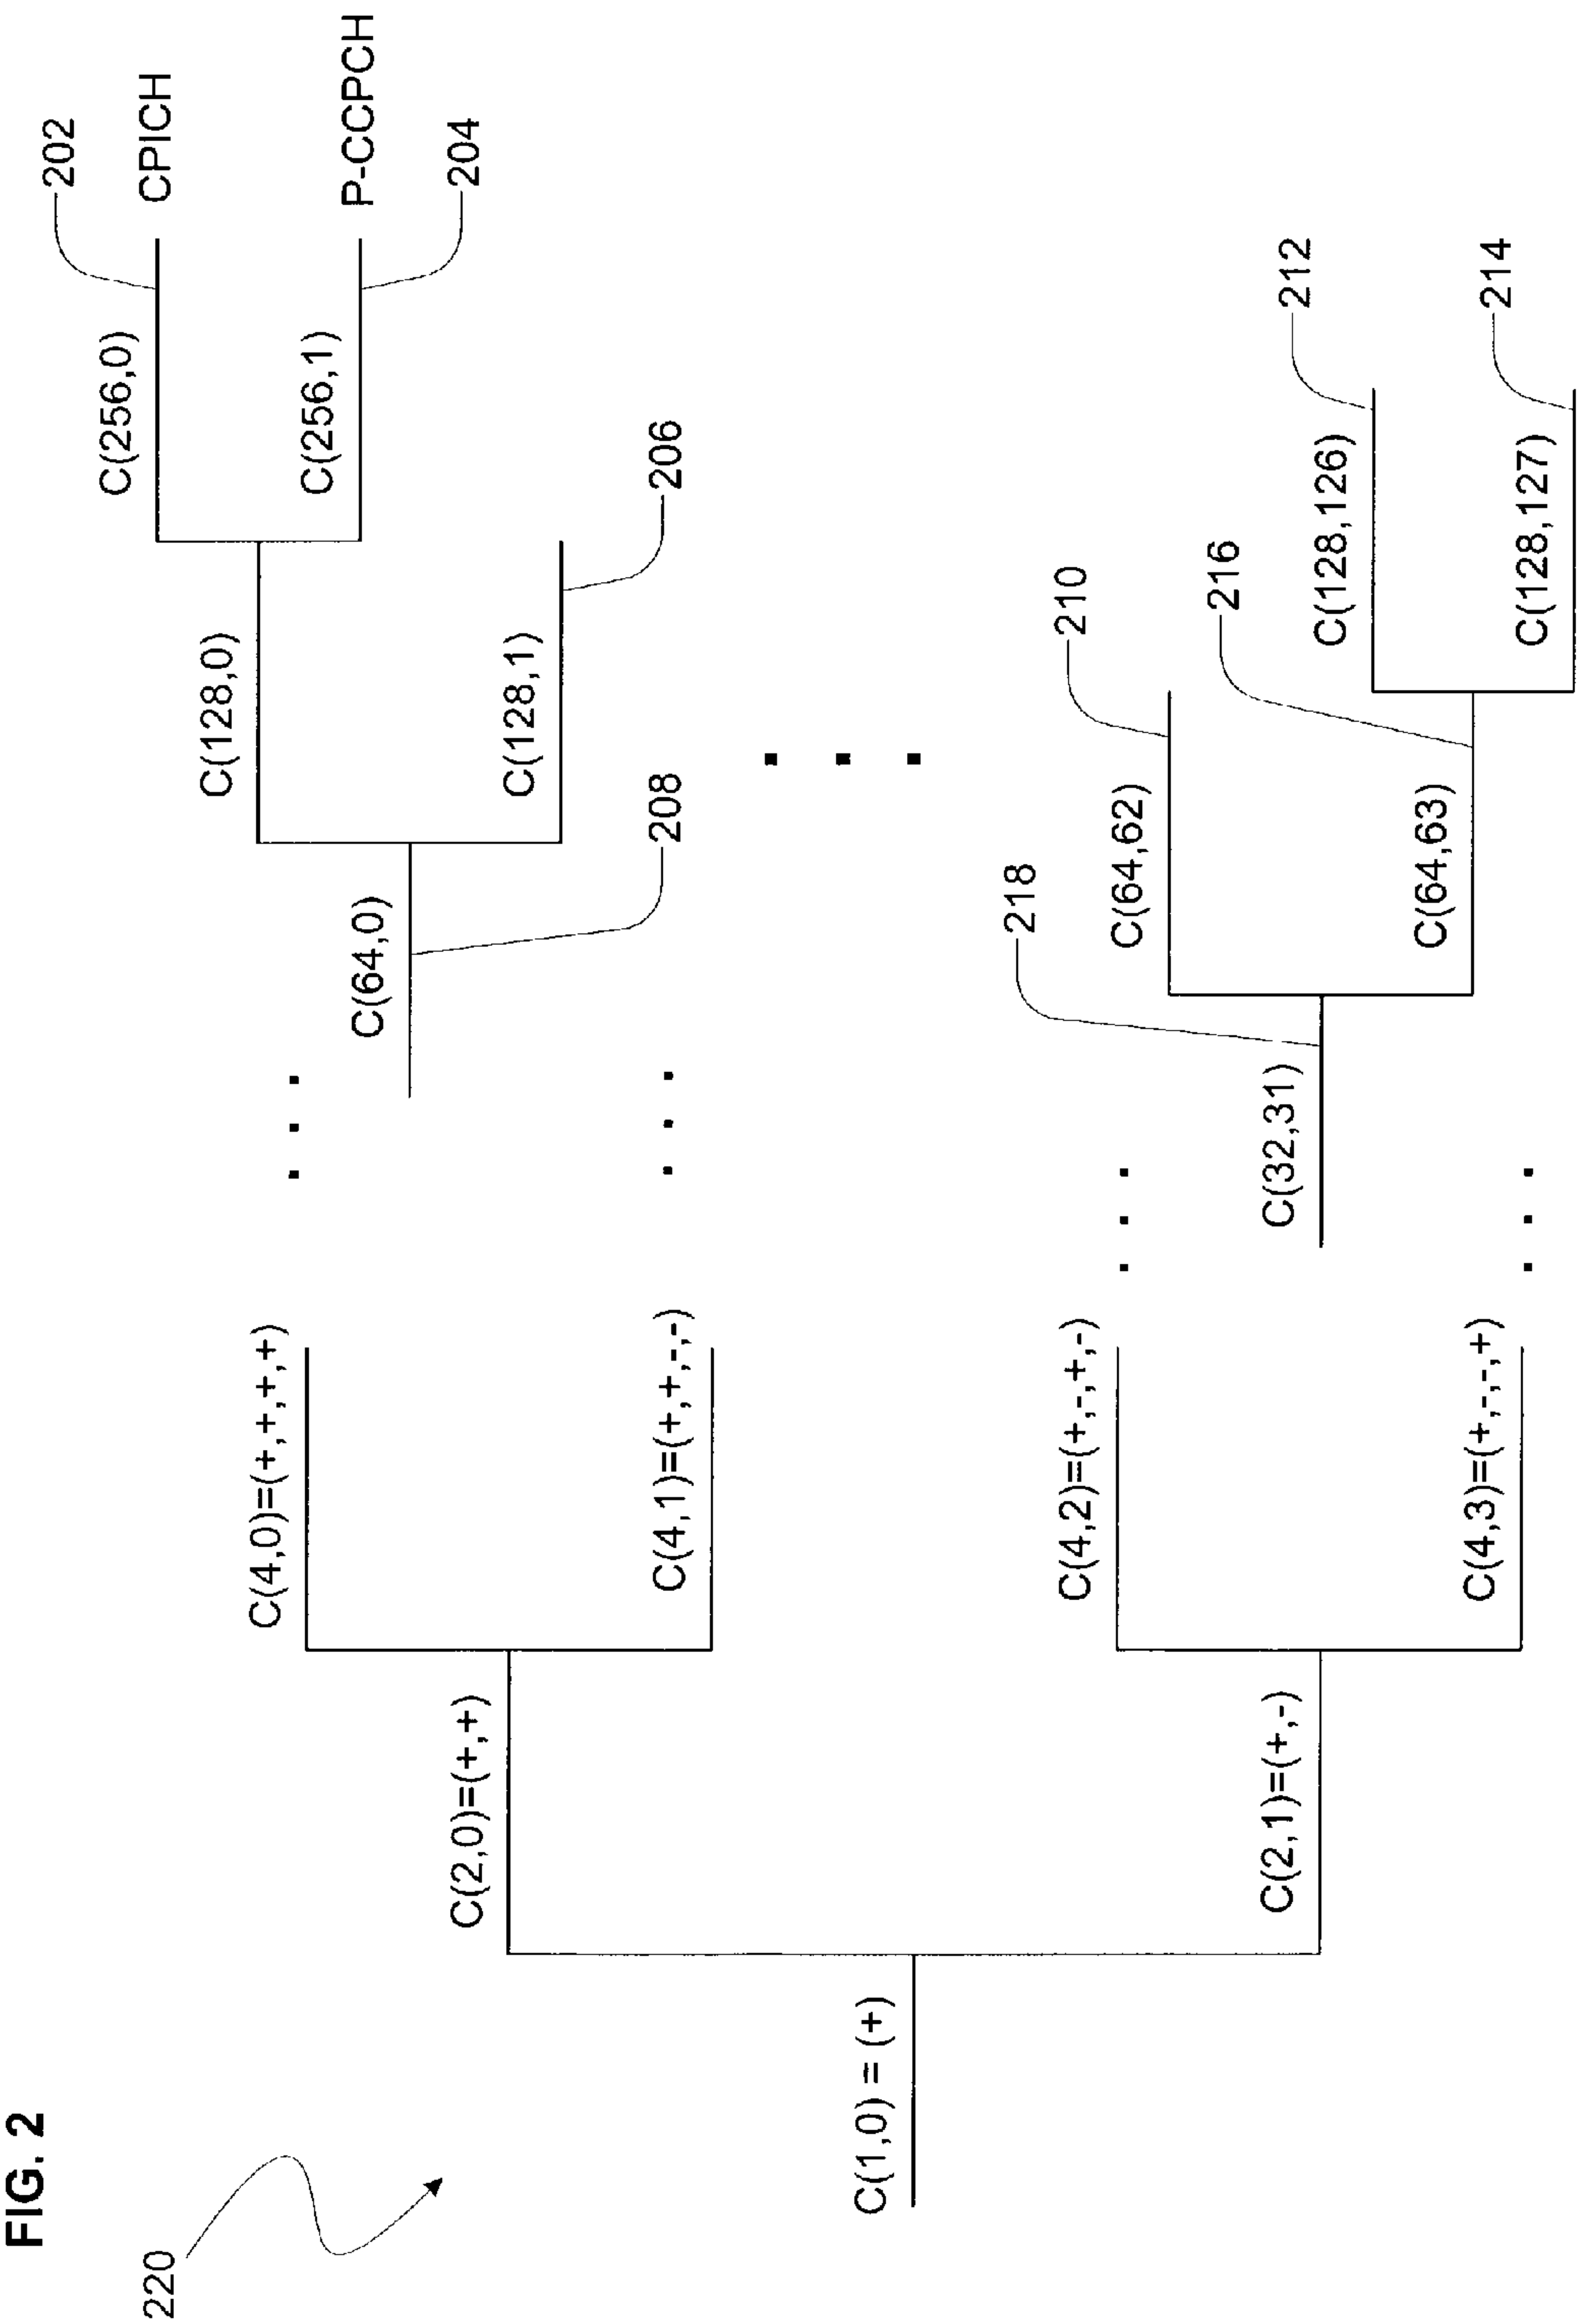 FIG. 2
220
C(1,0) = (+)
C(2,0)=(+,+)
C(2,1)=(+,-)
C(4,0)=(+,+,+,+)
C(4,1)=(+,+,-,-)
C(4,2)=(+,-,+,-)
C(4,3)=(+,-,-,+)
C(64,0)
208
C(128,0)
C(128,1)
206
C(256,0)
202
CPICH
C(256,1)
204
P-CCPCH
C(32,31)
218
C(64,62)
210
C(64,63)
216
C(128,126)
212
C(128,127)
214